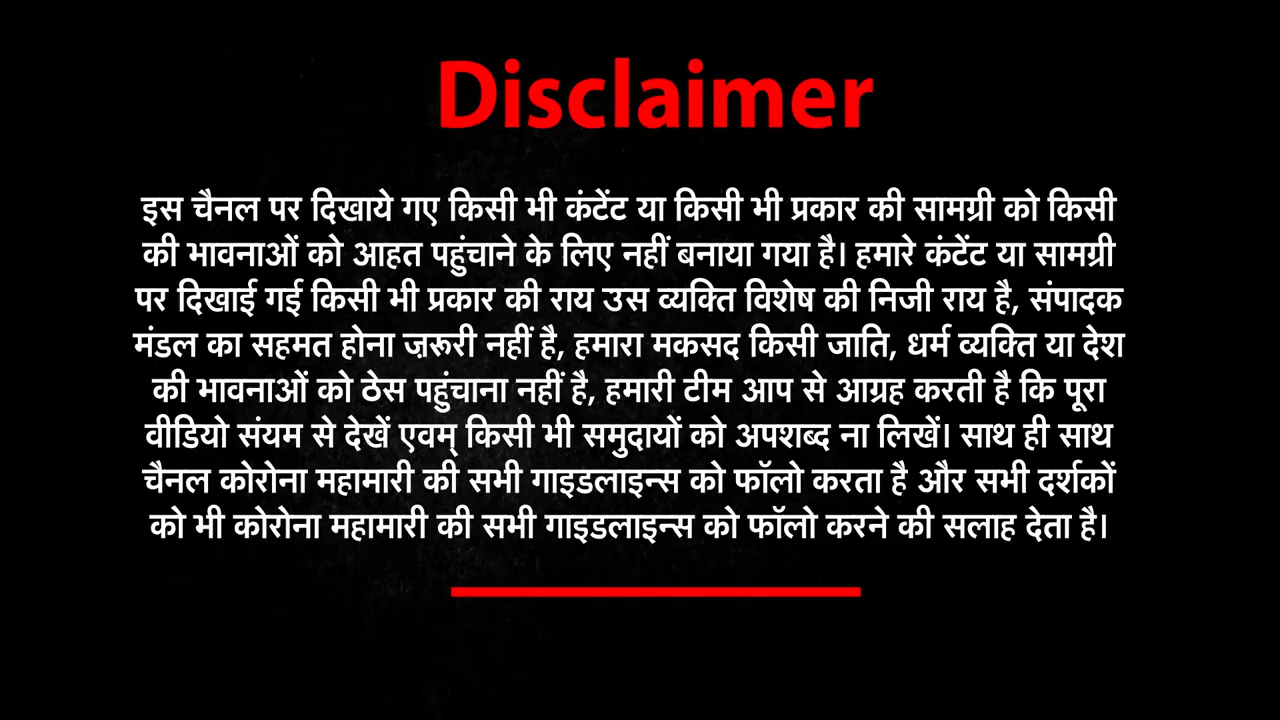 Disclaimer
इस चैनल पर दिखाये गए किसी भी कंटेंट या किसी भी प्रकार की सामग्री को किसी
की भावनाओं को आहत पहुंचाने के लिए नहीं बनाया गया है। हमारे कंटेंट या सामग्री
पर दिखाई गई किसी भी प्रकार की राय उस व्यक्ति विशेष की निजी राय है, संपादक
मंडल का सहमत होना ज़रूरी नहीं है, हमारा मकसद किसी जाति, धर्म व्यक्ति या देश
की भावनाओं को ठेस पहुंचाना नहीं है, हमारी टीम आप से आग्रह करती है कि पूरा
वीडियो संयम से देखें एवम् किसी भी समुदायों को अपशब्द ना लिखें। साथ ही साथ
चैनल कोरोना महामारी की सभी गाइडलाइन्स को फॉलो करता है और सभी दर्शकों
को भी कोरोना महामारी की सभी गाइडलाइन्स को फॉलो करने की सलाह देता है।